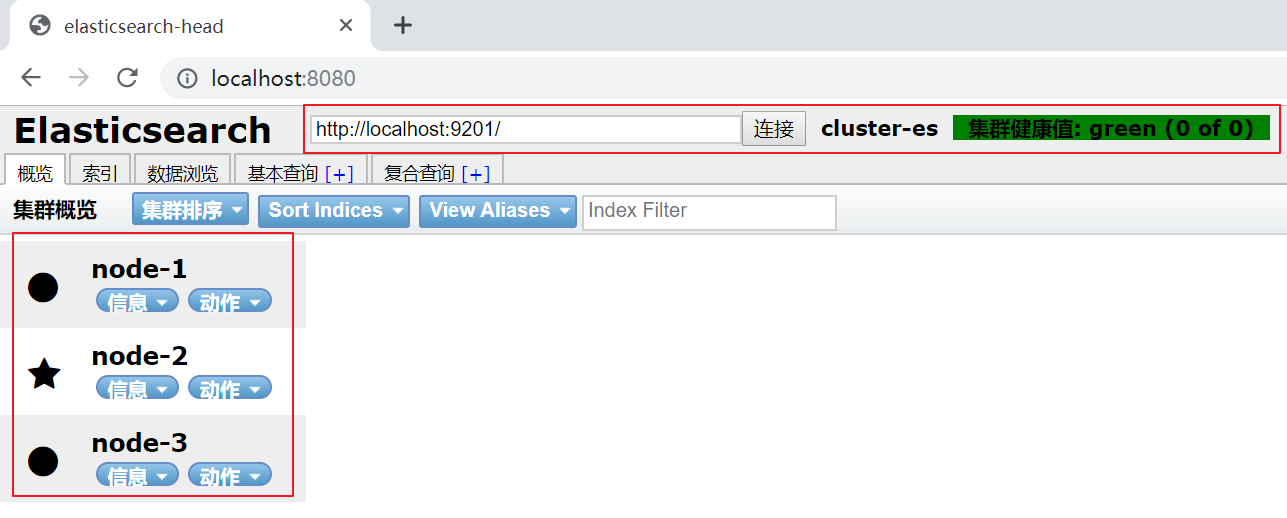 elasticsearch-head
localhost:8080
Elasticsearch http://localhost:9201/ 连接 cluster-es 集群健康值: green (0 of 0)
概览 索引 数据浏览 基本查询 [+] 复合查询 [+]
集群概览 集群排序 Sort Indices View Aliases Index Filter
node-1
信息 动作
node-2
信息 动作
node-3
信息 动作